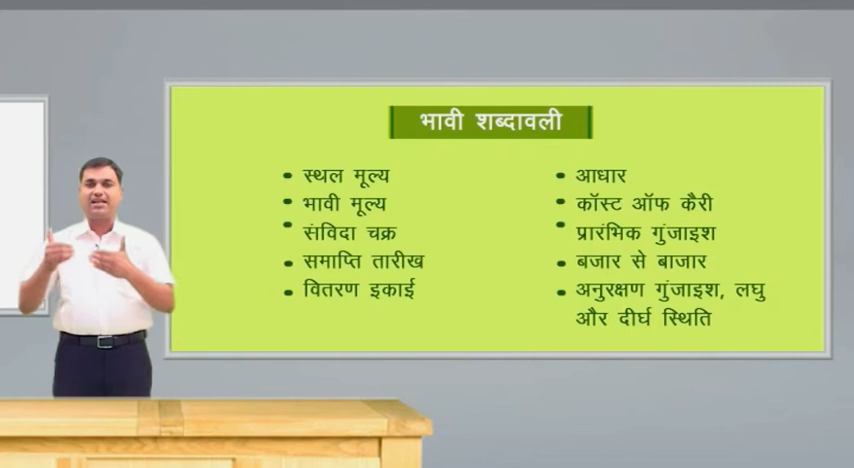 भावी शब्दावली
• स्थल मूल्य
• भावी मूल्य
• संविदा चक्र
• समाप्ति तारीख
• वितरण इकाई
• आधार
• कॉस्ट ऑफ कैरी
• प्रारंभिक गुंजाइश
• बजार से बाजार
• अनुरक्षण गुंजाइश, लघु
और दीर्घ स्थिति